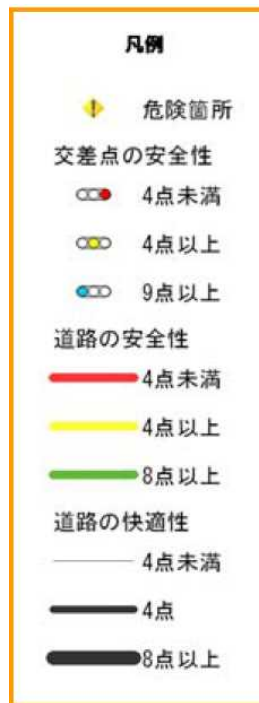 凡例
危険箇所
交差点の安全性
4点未満
4点以上
9点以上
道路の安全性
4点未満
4点以上
8点以上
道路の快適性
4点未満
4点
8点以上